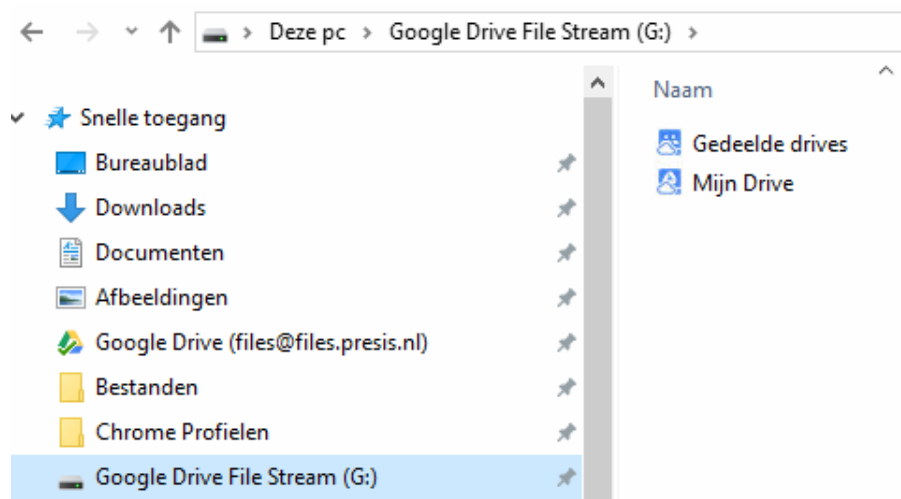 Deze pc > Google Drive File Stream (G:) >
Naam
Snelle toegang
Gedeelde drives
Bureaublad
Mijn Drive
Downloads
Documenten
Afbeeldingen
Google Drive (files@files.presis.nl)
Bestanden
Chrome Profielen
Google Drive File Stream (G:)